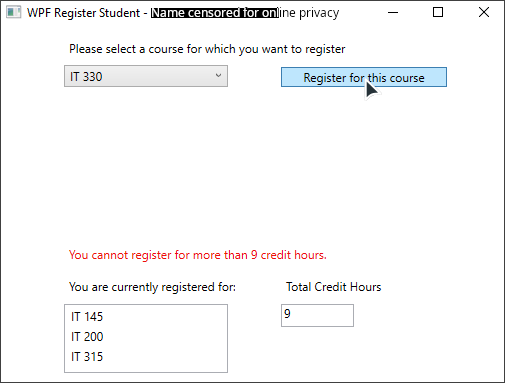 WPF Register Student - Name censored for online privacy
Please select a course for which you want to register
IT 330
Register for this course
You cannot register for more than 9 credit hours.
You are currently registered for:
Total Credit Hours
IT 145
9
IT 200
IT 315